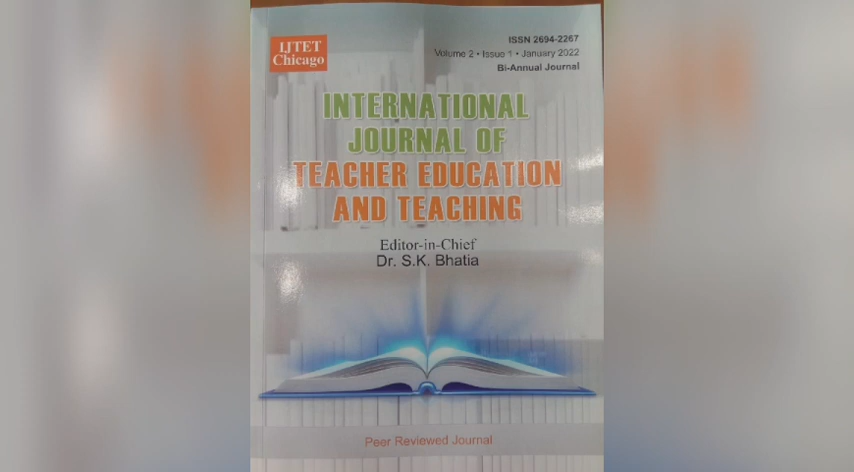 IJTET
Chicago
ISSN 2694-2267
Volume 2 • Issue 1 • January 2022
Bi-Annual Journal
INTERNATIONAL
JOURNAL OF
TEACHER EDUCATION
AND TEACHING
Editor-in-Chief
Dr. S.K. Bhatia
Peer Reviewed Journal